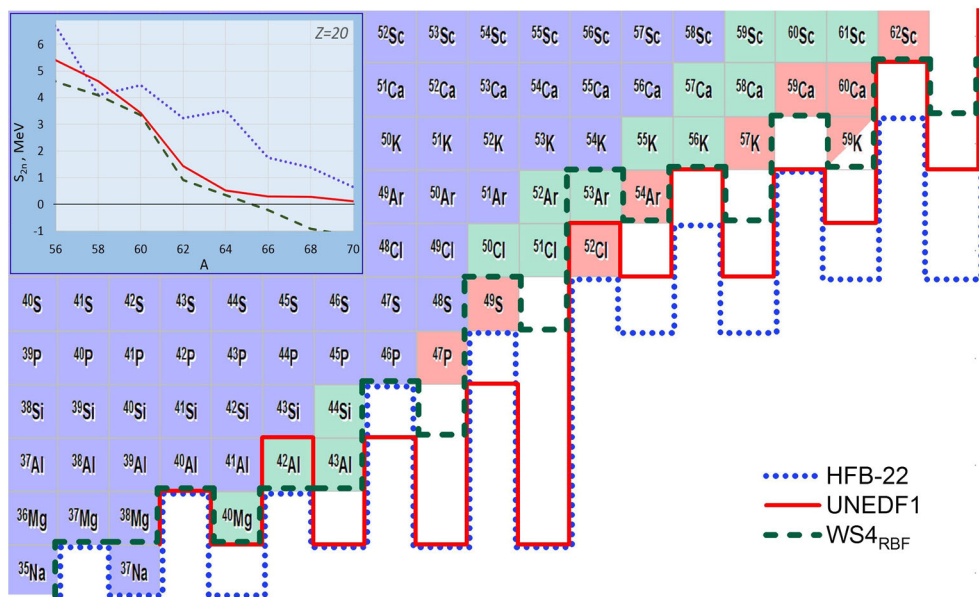 ⁵²Sc ⁵³Sc ⁵⁴Sc ⁵⁵Sc ⁵⁶Sc ⁵⁷Sc ⁵⁸Sc ⁵⁹Sc ⁶⁰Sc ⁶¹Sc ⁶²Sc
⁵¹Ca ⁵²Ca ⁵³Ca ⁵⁴Ca ⁵⁵Ca ⁵⁶Ca ⁵⁷Ca ⁵⁸Ca ⁵⁹Ca ⁶⁰Ca
⁵⁰K ⁵¹K ⁵²K ⁵³K ⁵⁴K ⁵⁵K ⁵⁶K ⁵⁷K ⁵⁹K
⁴⁹Ar ⁵⁰Ar ⁵¹Ar ⁵²Ar ⁵³Ar ⁵⁴Ar
⁴⁸Cl ⁴⁹Cl ⁵⁰Cl ⁵¹Cl ⁵²Cl
⁴⁰S ⁴¹S ⁴²S ⁴³S ⁴⁴S ⁴⁵S ⁴⁶S ⁴⁷S ⁴⁸S ⁴⁹S
³⁹P ⁴⁰P ⁴¹P ⁴²P ⁴³P ⁴⁴P ⁴⁵P ⁴⁶P ⁴⁷P
³⁸Si ³⁹Si ⁴⁰Si ⁴¹Si ⁴²Si ⁴³Si ⁴⁴Si
³⁷Al ³⁸Al ³⁹Al ⁴⁰Al ⁴¹Al ⁴²Al ⁴³Al
³⁶Mg ³⁷Mg ³⁸Mg ⁴⁰Mg
³⁵Na ³⁷Na
Z=20
S₂ₙ, MeV
6
5
4
3
2
1
0
-1
56 58 60 62 64 66 68 70
A
HFB-22
UNEDF1
WS4RBF